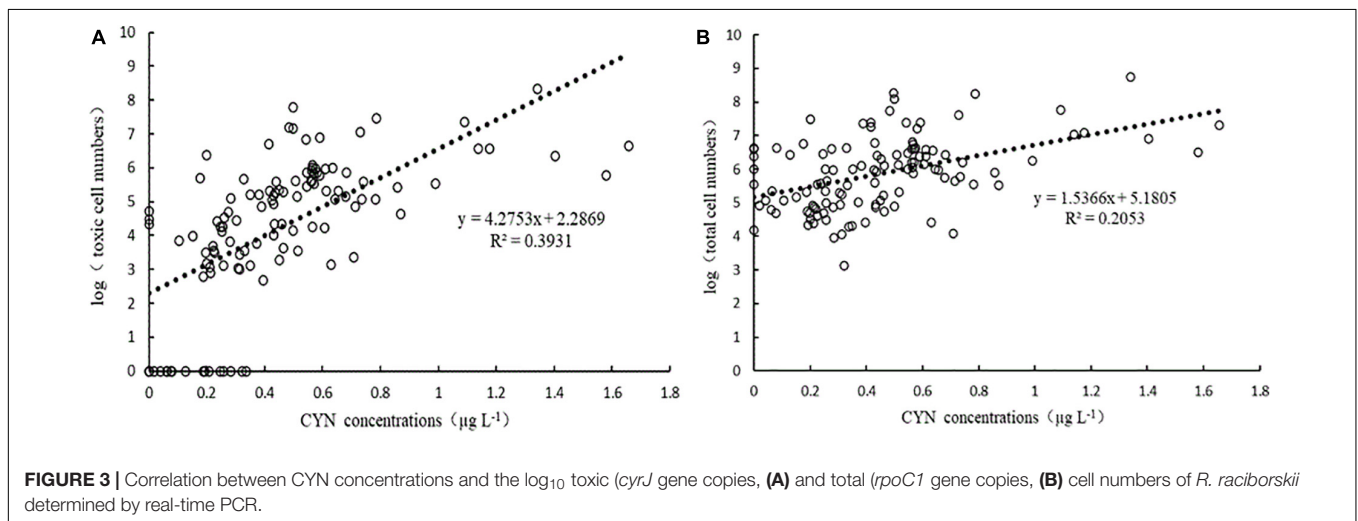 A
10
9
8
7
6
5
4
3
2
1
0
log（ toxic cell numbers）
0 0.2 0.4 0.6 0.8 1 1.2 1.4 1.6 1.8
CYN concentrations（µg L-1）
y = 4.2753x+2.2869
R² = 0.3931
B
10
9
8
7
6
5
4
3
2
1
0
log（total cell numbers）
0 0.2 0.4 0.6 0.8 1 1.2 1.4 1.6 1.8
CYN concentrations（µg L-1）
y = 1.5366x+5.1805
R² = 0.2053
FIGURE 3 | Correlation between CYN concentrations and the log10 toxic (cyrJ gene copies, (A) and total (rpoC1 gene copies, (B) cell numbers of R. raciborskii
determined by real-time PCR.